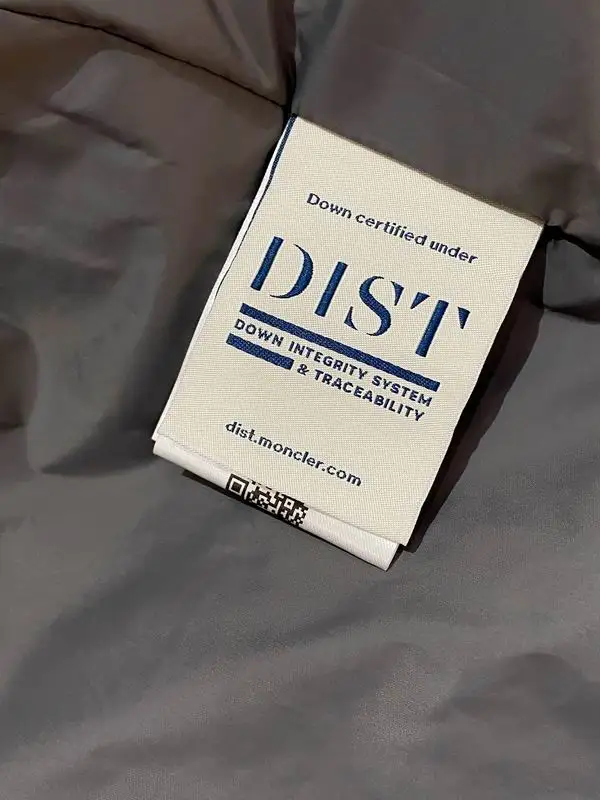 Down certified under
DIST
DOWN INTEGRITY SYSTEM
& TRACEABILITY
dist.moncler.com